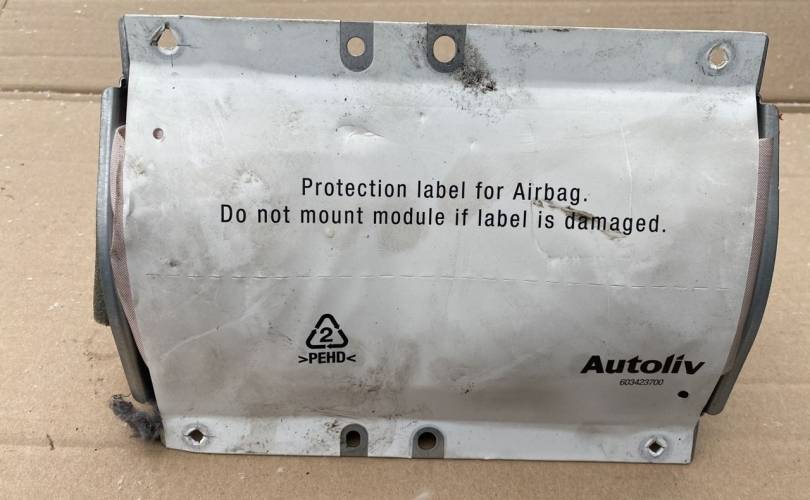 Protection label for Airbag.
Do not mount module if label is damaged.
2
>PEHD<
Autoliv
603423700